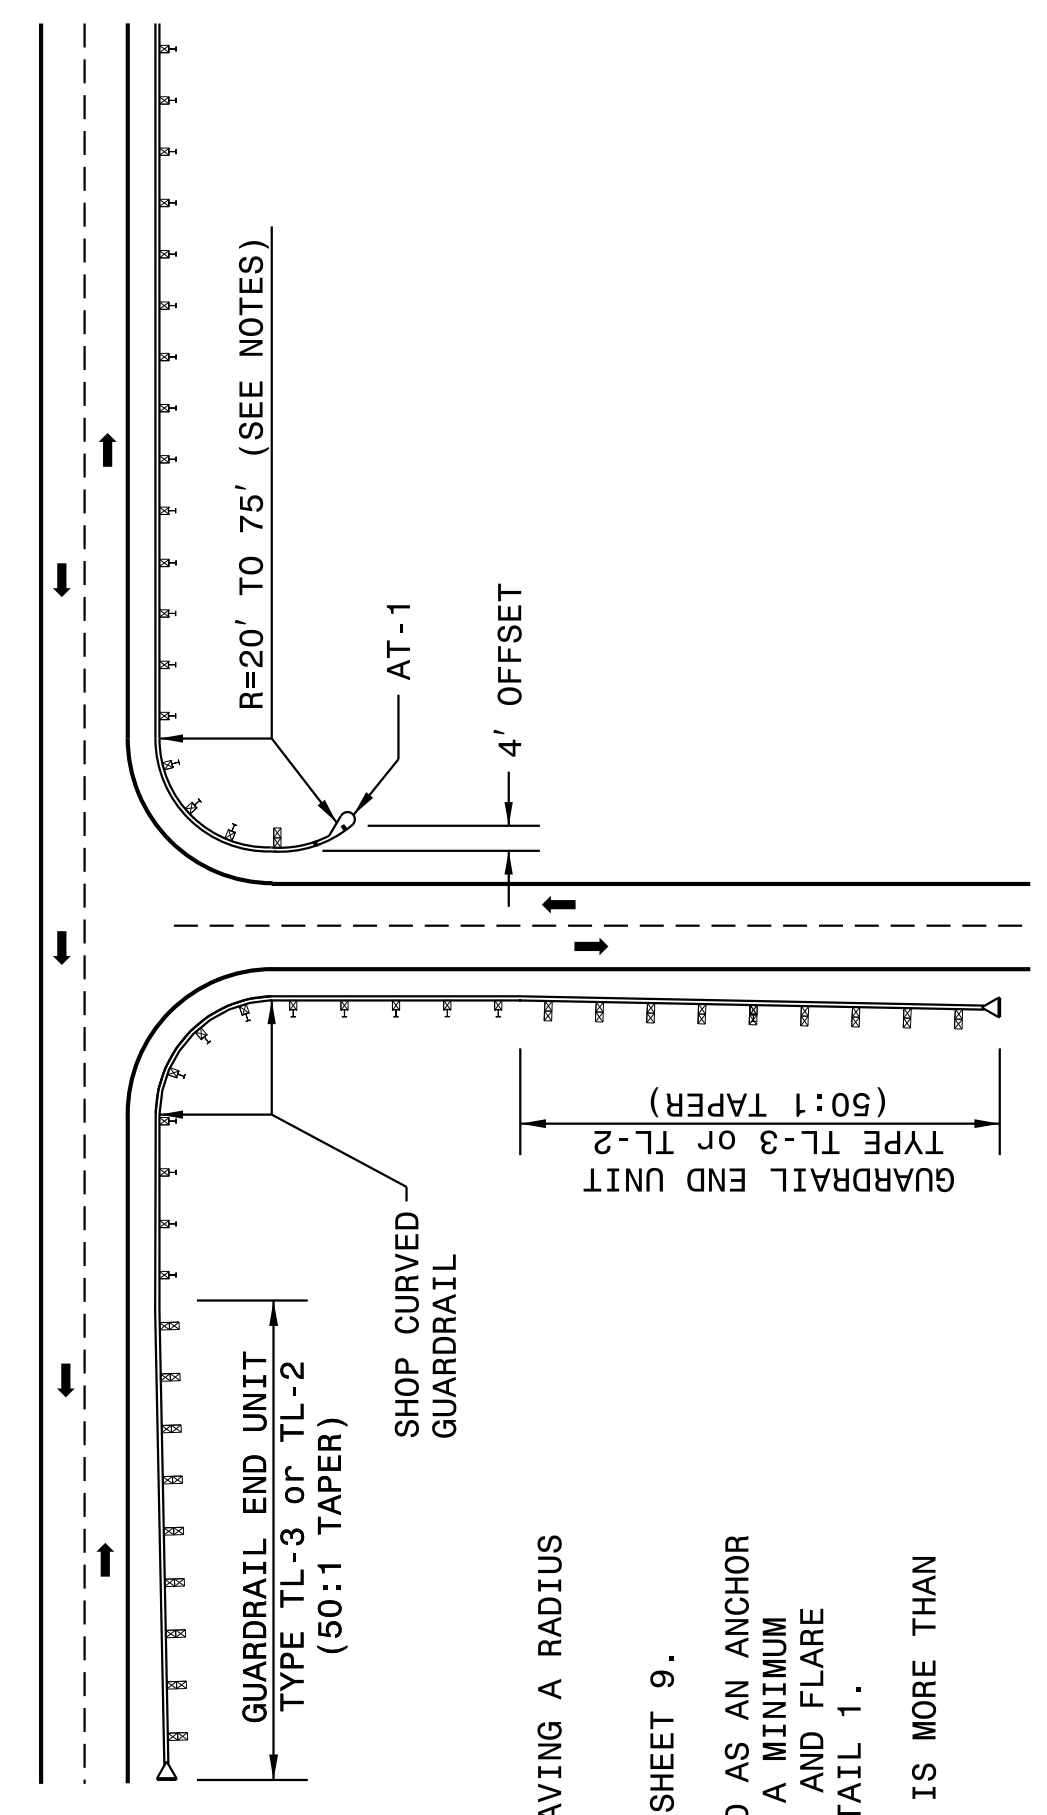 R=20' TO 75' (SEE NOTES)
AT-1
4' OFFSET
GUARDRAIL END UNIT
TYPE TL-3 or TL-2
(50:1 TAPER)
SHOP CURVED
GUARDRAIL
GUARDRAIL END UNIT
TYPE TL-3 or TL-2
(50:1 TAPER)
AVING A RADIUS
SHEET 9.
AS AN ANCHOR
A MINIMUM
AND FLARE
TAIL 1.
IS MORE THAN